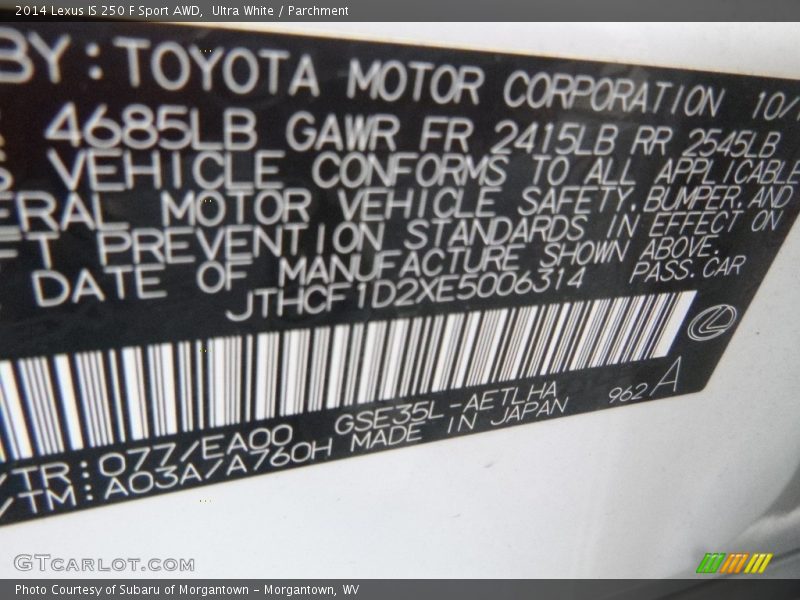 2014 Lexus IS 250 F Sport AWD, Ultra White / Parchment
BY: TOYOTA MOTOR CORPORATION 10/
4685LB GAWR FR 2415LB RR 2545LB
VEHICLE CONFORMS TO ALL APPLICABLE
ERAL MOTOR VEHICLE SAFETY, BUMPER, AND
FT PREVENTION STANDARDS IN EFFECT ON
DATE OF MANUFACTURE SHOWN ABOVE.
JTHCF1D2XE5006314 PASS. CAR
/TR: 077/EA00 GSE35L-AETLHA 962 A
/TM: A03A/A760H MADE IN JAPAN
GTCARLOT.COM
Photo Courtesy of Subaru of Morgantown - Morgantown, WV